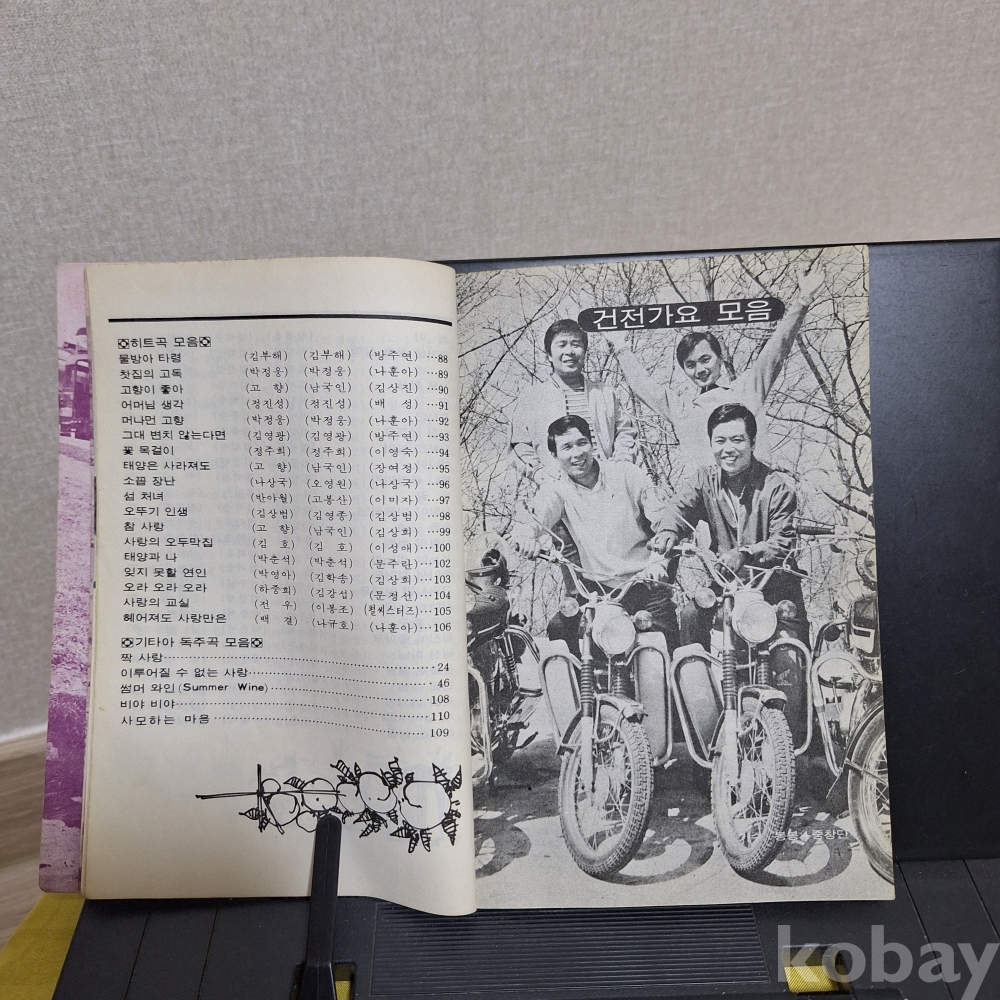 히트곡 모음
물방아 타령 (김부해) (김부해) (방주연) …88
찻집의 고독 (박정웅) (박정웅) (나훈아) …89
고향이 좋아 (고 향) (남국인) (김상진) …90
어머님 생각 (정진성) (정진성) (배 성) …91
머나먼 고향 (박정웅) (박정웅) (나훈아) …92
그대 변치 않는다면 (김영광) (김영광) (방주연) …93
꽃 목걸이 (정주희) (정주희) (이영숙) …94
태양은 사라져도 (고 향) (남국인) (장여정) …95
소꿉 장난 (나상국) (오영원) (나상국) …96
섬 처녀 (반야월) (고봉산) (이미자) …97
오뚜기 인생 (김상범) (김영종) (김상범) …98
참 사랑 (고 향) (남국인) (김상희) …99
사랑의 오두막집 (김 호) (김 호) (이성애) …100
태양과 나 (박춘석) (박춘석) (문주란) …102
잊지 못할 연인 (박영아) (김학송) (김상희) …103
오라 오라 오라 (하중희) (김강섭) (문정선) …104
사랑의 교실 (전 우) (이봉조) (펄씨스터즈) …105
헤어져도 사랑만은 (백 결) (나규호) (나훈아) …106
기타아 독주곡 모음
짝 사랑 24
이루어질 수 없는 사랑 46
썸머 와인 (Summer Wine) 108
비야 비야 110
사모하는 마음 109
건전가요 모음
봉봉 4중창단
kobay